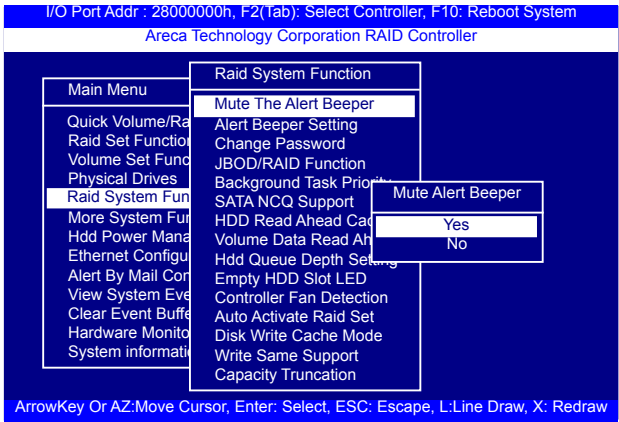 I/O Port Addr : 28000000h, F2(Tab): Select Controller, F10: Reboot System
Areca Technology Corporation RAID Controller
Main Menu
Quick Volume/Ra
Raid Set Function
Volume Set Func
Physical Drives
Raid System Fun
More System Fun
Hdd Power Mana
Ethernet Configu
Alert By Mail Con
View System Eve
Clear Event Buffe
Hardware Monito
System informati
Raid System Function
Mute The Alert Beeper
Alert Beeper Setting
Change Password
JBOD/RAID Function
Background Task Priority
SATA NCQ Support
HDD Read Ahead Cac
Volume Data Read Ah
Hdd Queue Depth Setting
Empty HDD Slot LED
Controller Fan Detection
Auto Activate Raid Set
Disk Write Cache Mode
Write Same Support
Capacity Truncation
Mute Alert Beeper
Yes
No
ArrowKey Or AZ:Move Cursor, Enter: Select, ESC: Escape, L:Line Draw, X: Redraw